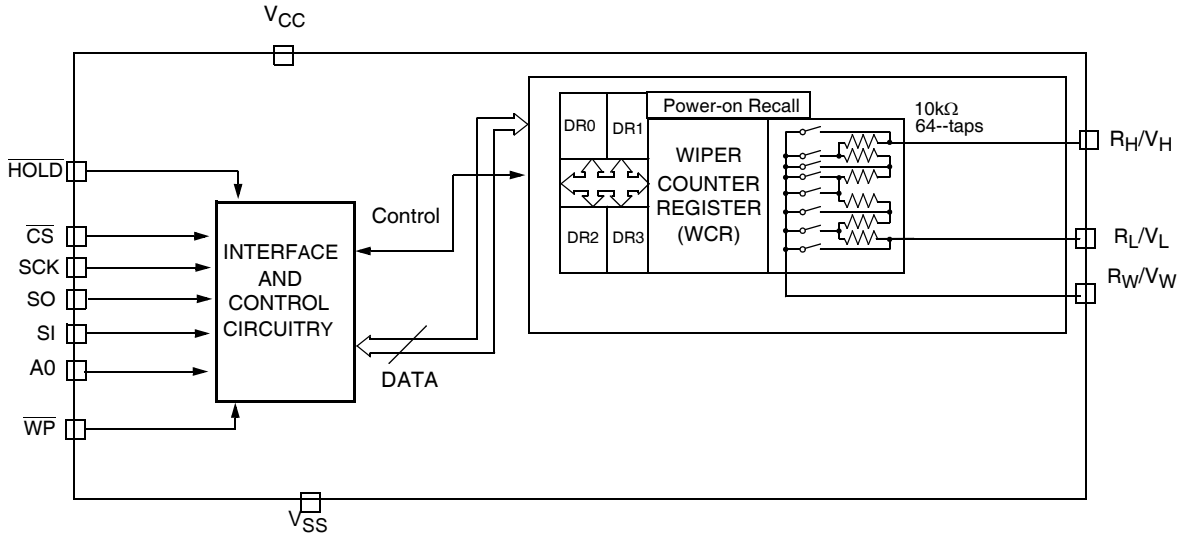 VCC
HOLD
CS
SCK
SO
SI
A0
WP
VSS
INTERFACE
AND
CONTROL
CIRCUITRY
Control
DATA
DR0
DR1
DR2
DR3
Power-on Recall
WIPER
COUNTER
REGISTER
(WCR)
10kΩ
64--taps
RH/VH
RL/VL
RW/VW